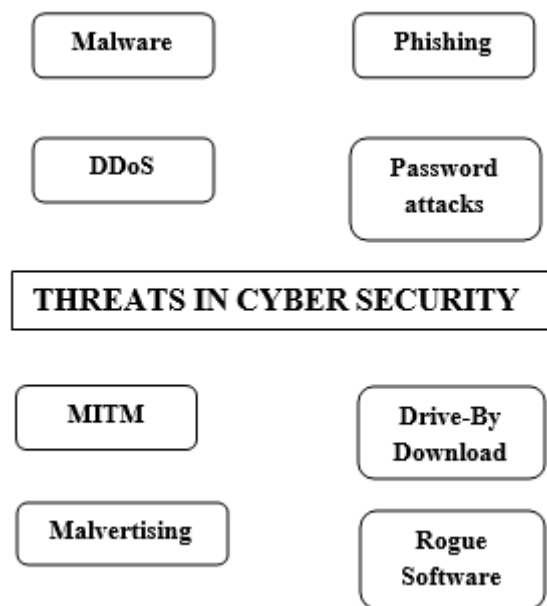 Malware
Phishing
DDoS
Password
attacks
THREATS IN CYBER SECURITY
MITM
Drive-By
Download
Malvertising
Rogue
Software